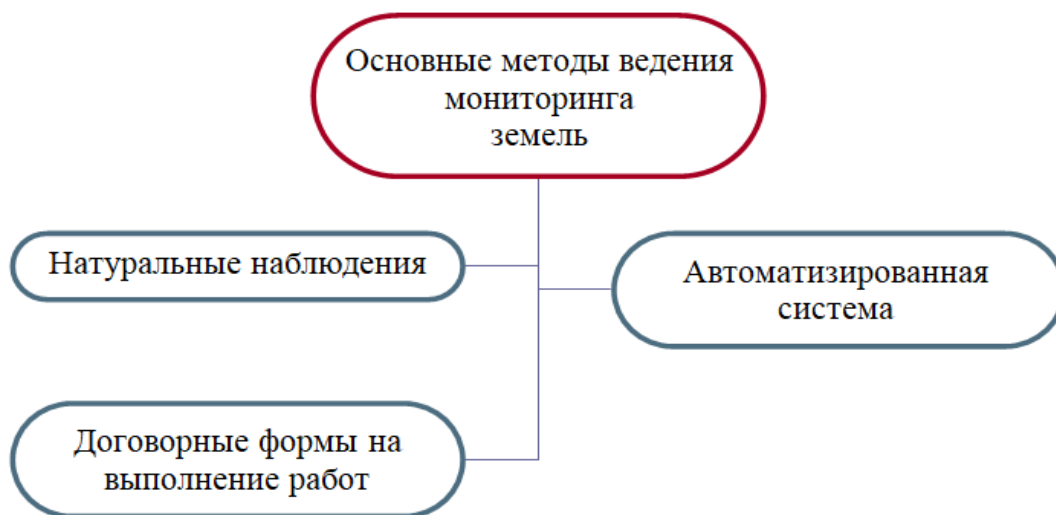 Основные методы ведения
мониторинга
земель
Натуральные наблюдения
Автоматизированная
система
Договорные формы на
выполнение работ